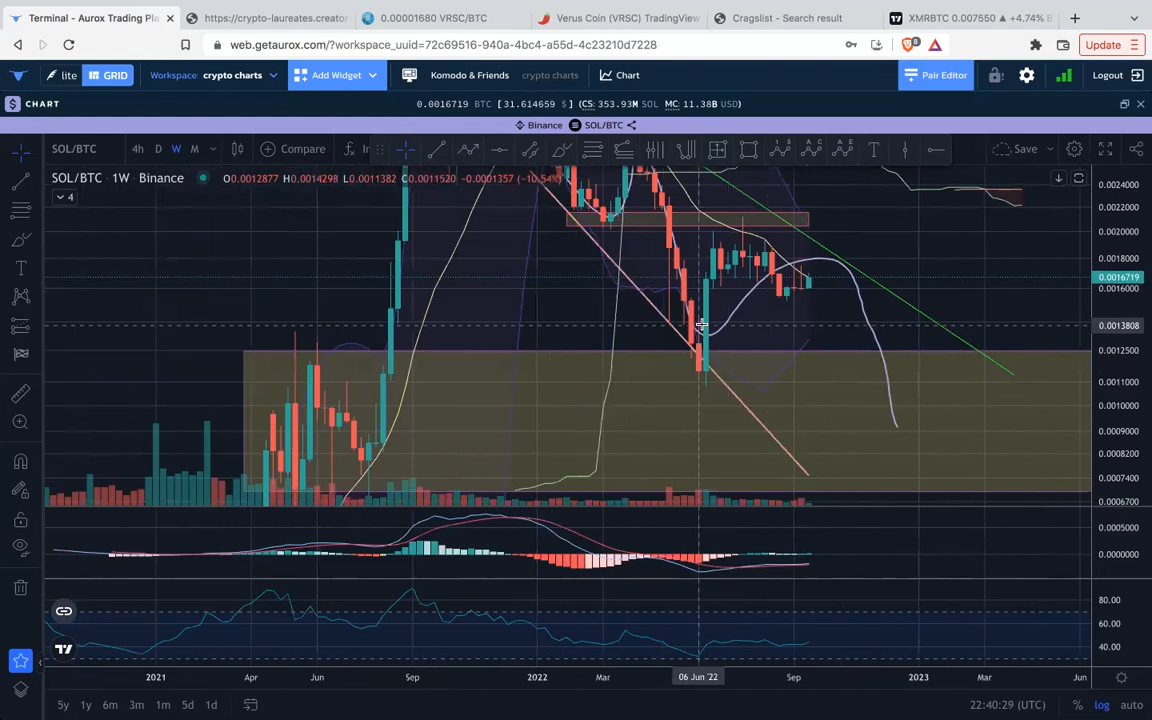 Terminal - Aurox Trading Pla
https://crypto-laureates.creator
0.00001680 VRSC/BTC
Verus Coin (VRSC) TradingView
Cragslist - Search result
XMRBTC 0.007550 ▲ +4.74%
web.getaurox.com/?workspace_uuid=72c69516-940a-4bc4-a55d-4c23210d7228
8
Update
lite
GRID
Workspace: crypto charts
Add Widget
Komodo & Friends
crypto charts
Chart
Pair Editor
Logout
$ CHART
0.0016719 BTC [31.614659 $] (CS: 353.93M SOL MC: 11.38B USD)
Binance SOL/BTC
SOL/BTC
4h D W M
Compare
Save
SOL/BTC · 1W · Binance
O0.0012877 H0.0014298 L0.0011382 C0.0011520 -0.0001357 (-10.54%)
4
0.0024000
0.0022000
0.0020000
0.0018000
0.0016719
0.0016000
0.0013808
0.0012500
0.0011000
0.0010000
0.0009000
0.0008200
0.0007400
0.0006700
0.0005000
0.0000000
80.00
60.00
40.00
2021 Apr Jun Sep 2022 Mar 06 Jun '22 Sep 2023 Mar Jun
5y 1y 6m 3m 1m 5d 1d
22:40:29 (UTC)
% log auto